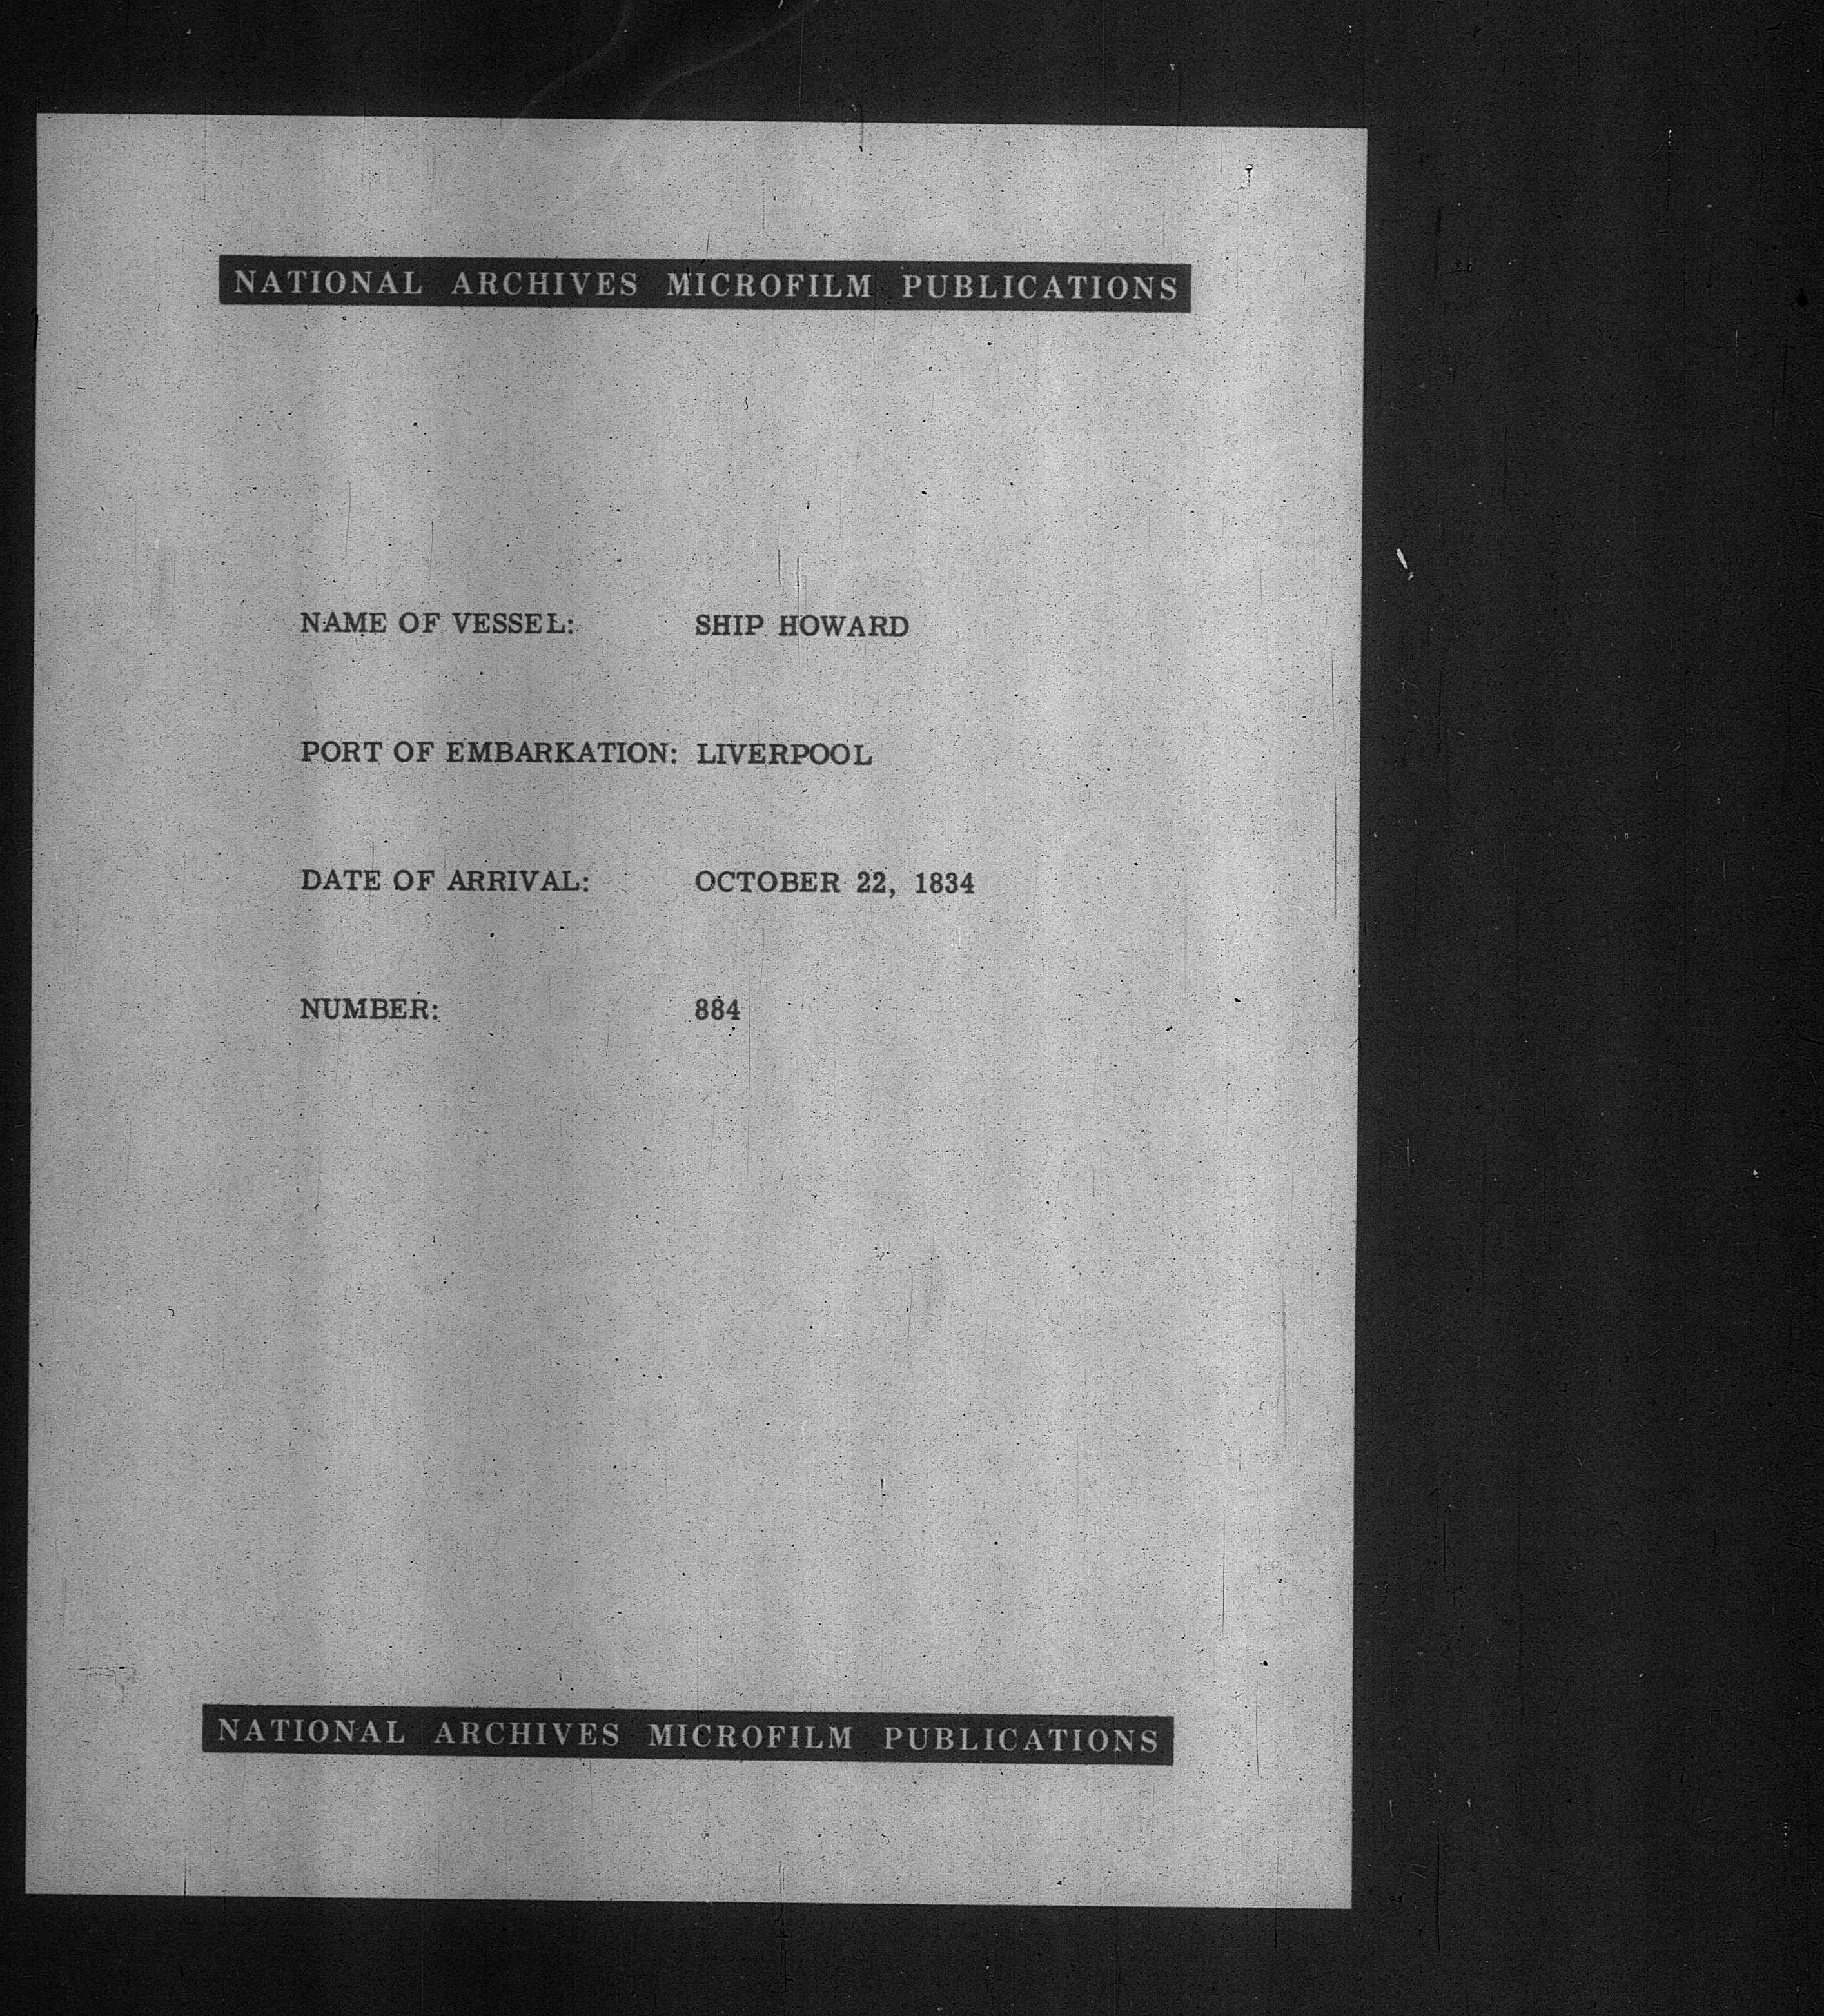 NATIONAL ARCHIVES MICROFILM PUBLICATIONS
NAME OF VESSEL: SHIP HOWARD
PORT OF EMBARKATION: LIVERPOOL
DATE OF ARRIVAL: OCTOBER 22, 1834
NUMBER: 884
NATIONAL ARCHIVES MICROFILM PUBLICATIONS